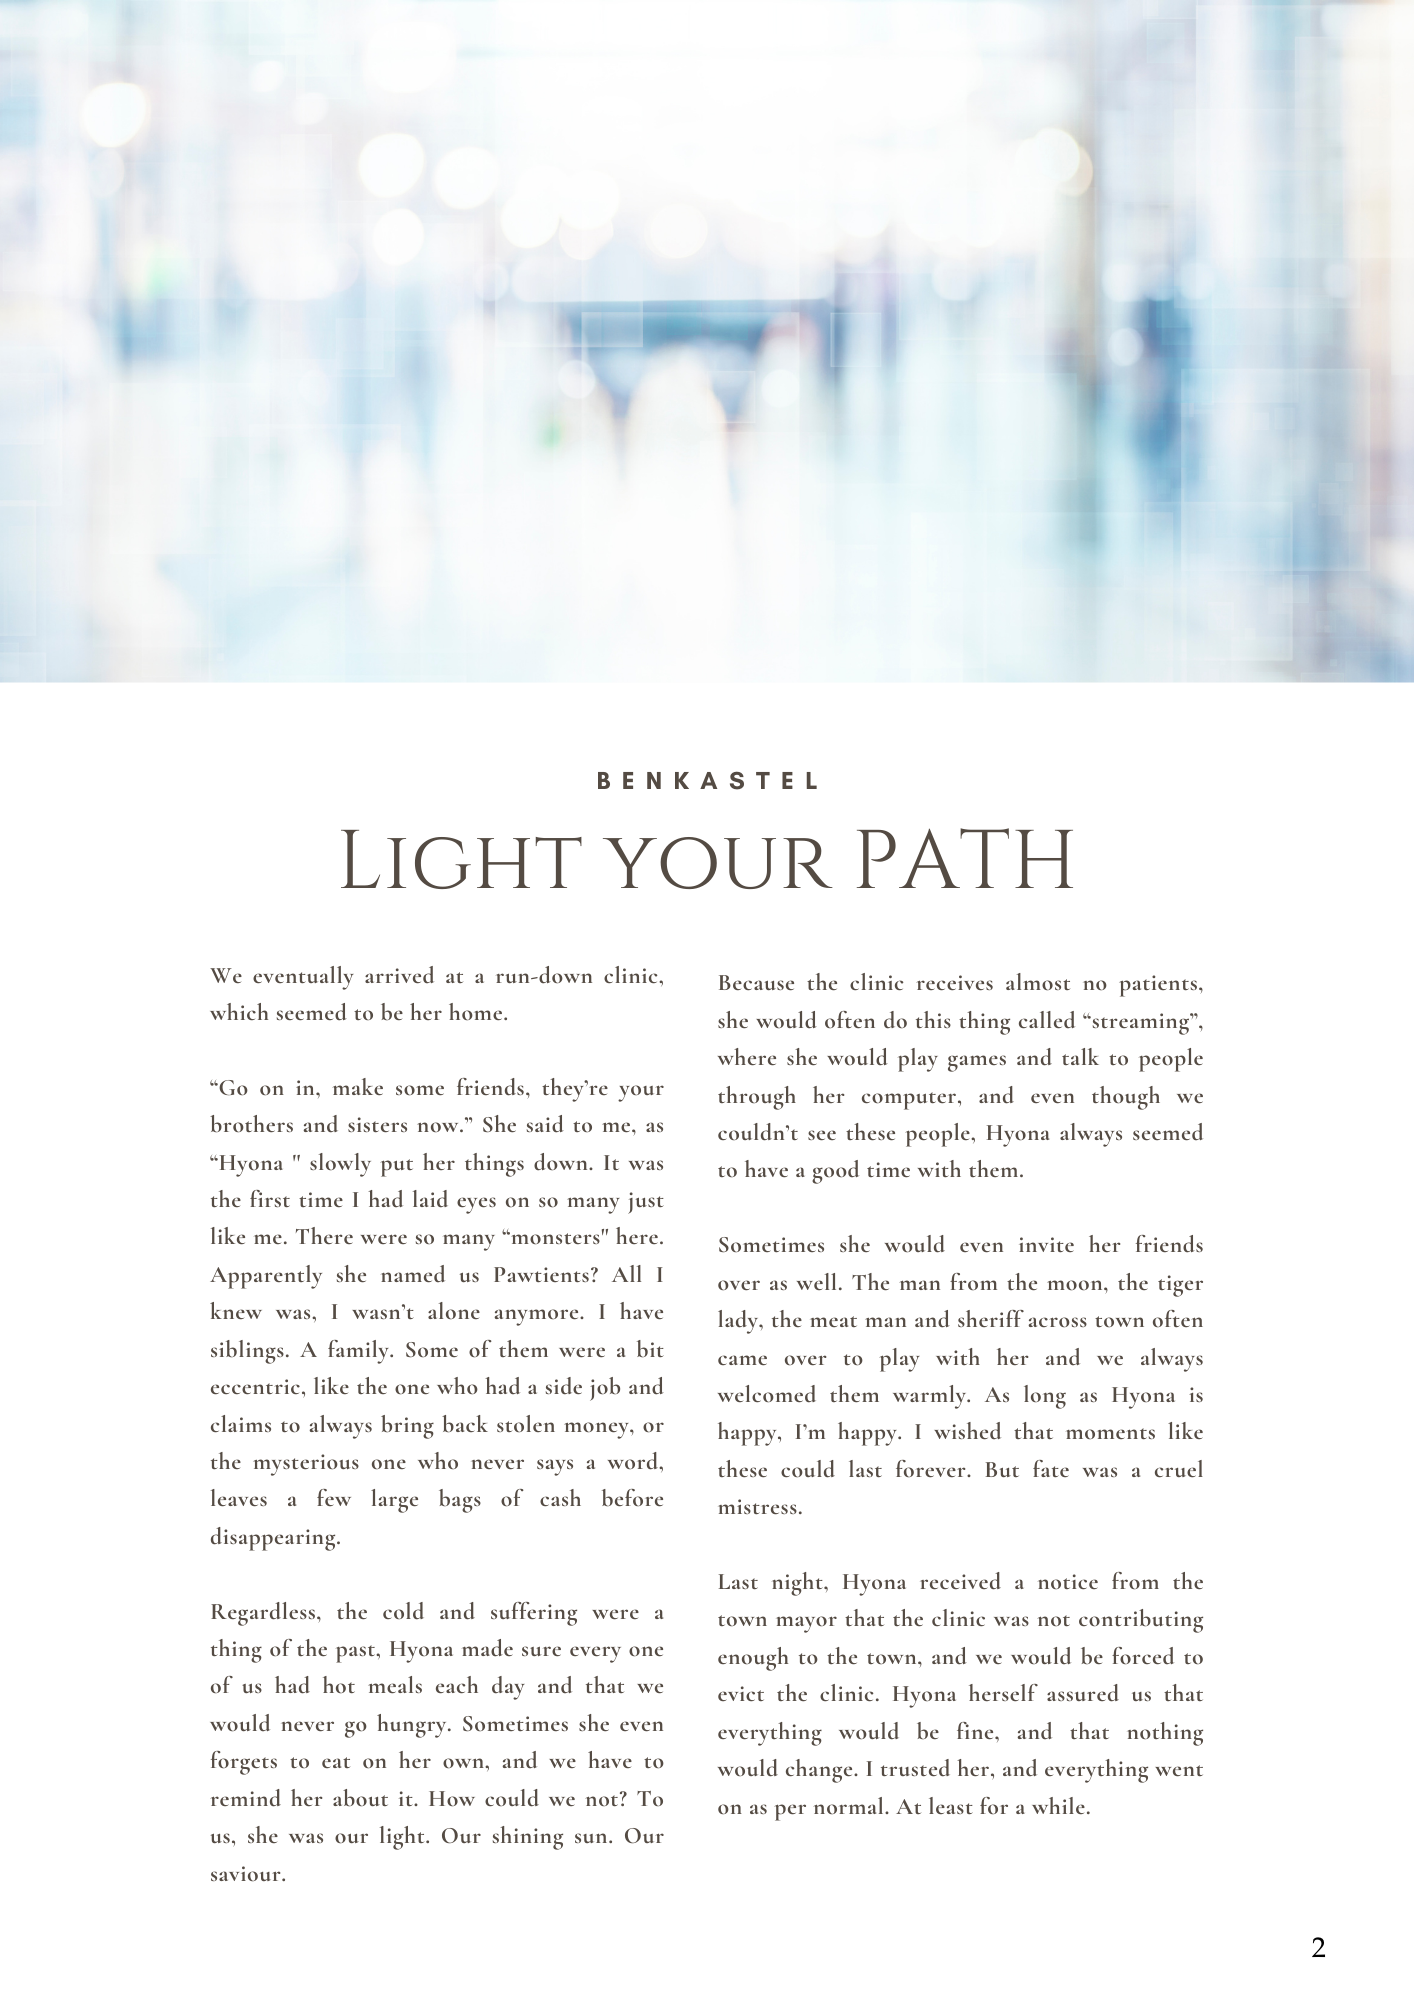 BENKASTEL
Light your PATH
We eventually arrived at a run-down clinic,
which seemed to be her home.
“Go on in, make some friends, they’re your
brothers and sisters now.” She said to me, as
“Hyona " slowly put her things down. It was
the first time I had laid eyes on so many just
like me. There were so many “monsters" here.
Apparently she named us Pawtients? All I
knew was, I wasn’t alone anymore. I have
siblings. A family. Some of them were a bit
eccentric, like the one who had a side job and
claims to always bring back stolen money, or
the mysterious one who never says a word,
leaves a few large bags of cash before
disappearing.
Regardless, the cold and suffering were a
thing of the past, Hyona made sure every one
of us had hot meals each day and that we
would never go hungry. Sometimes she even
forgets to eat on her own, and we have to
remind her about it. How could we not? To
us, she was our light. Our shining sun. Our
saviour.
Because the clinic receives almost no patients,
she would often do this thing called “streaming”,
where she would play games and talk to people
through her computer, and even though we
couldn’t see these people, Hyona always seemed
to have a good time with them.
Sometimes she would even invite her friends
over as well. The man from the moon, the tiger
lady, the meat man and sheriff across town often
came over to play with her and we always
welcomed them warmly. As long as Hyona is
happy, I’m happy. I wished that moments like
these could last forever. But fate was a cruel
mistress.
Last night, Hyona received a notice from the
town mayor that the clinic was not contributing
enough to the town, and we would be forced to
evict the clinic. Hyona herself assured us that
everything would be fine, and that nothing
would change. I trusted her, and everything went
on as per normal. At least for a while.
2